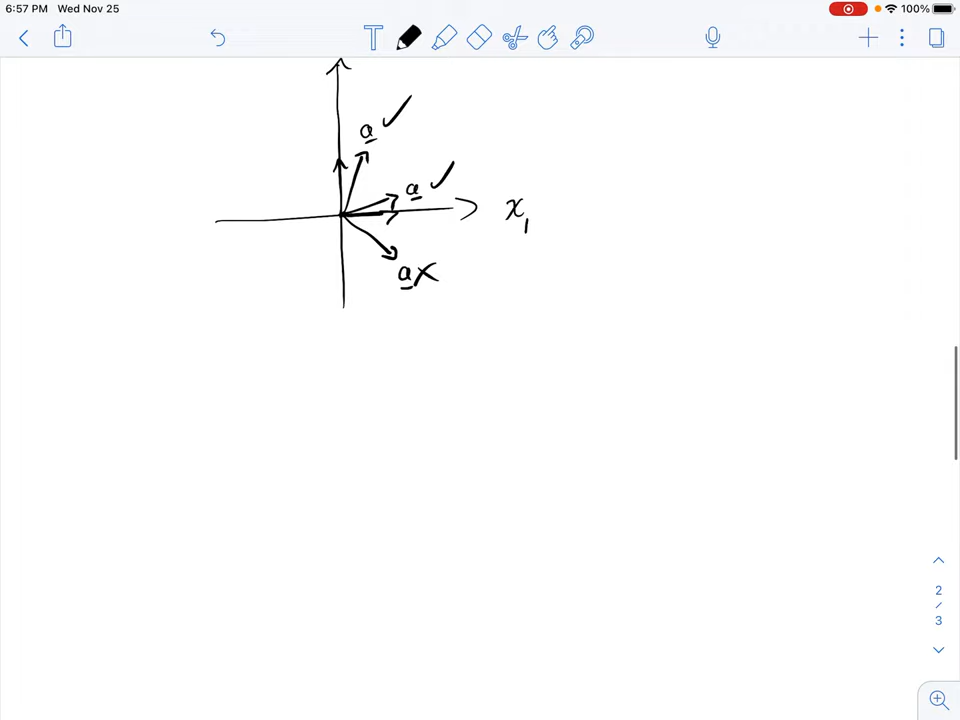 6:57 PM Wed Nov 25
100%
T
a ✓
a ✓
x₁
a x
2
/
3